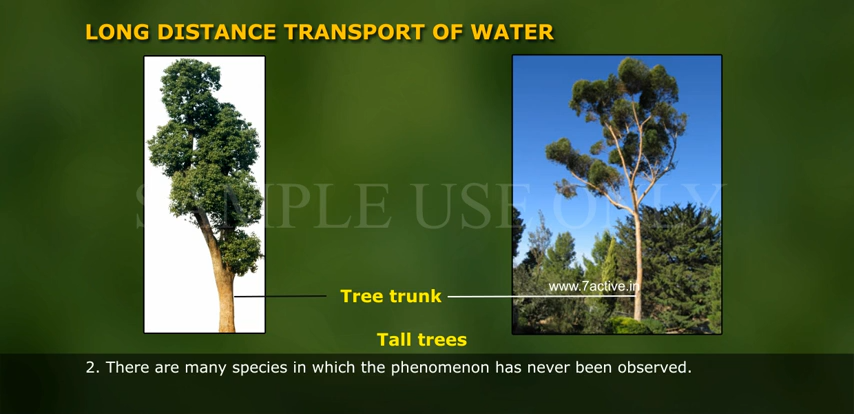 LONG DISTANCE TRANSPORT OF WATER
SAMPLE USE ONLY
www.7active.in
Tree trunk
Tall trees
2. There are many species in which the phenomenon has never been observed.